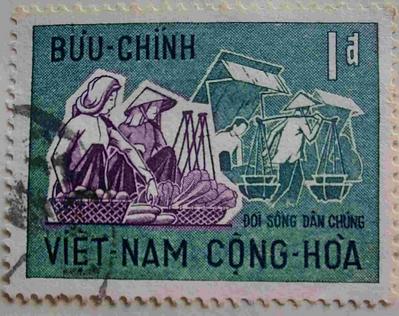 BƯU-CHÍNH
1đ
ĐỜI SỐNG DÂN CHÚNG
VIỆT-NAM CỘNG-HÒA